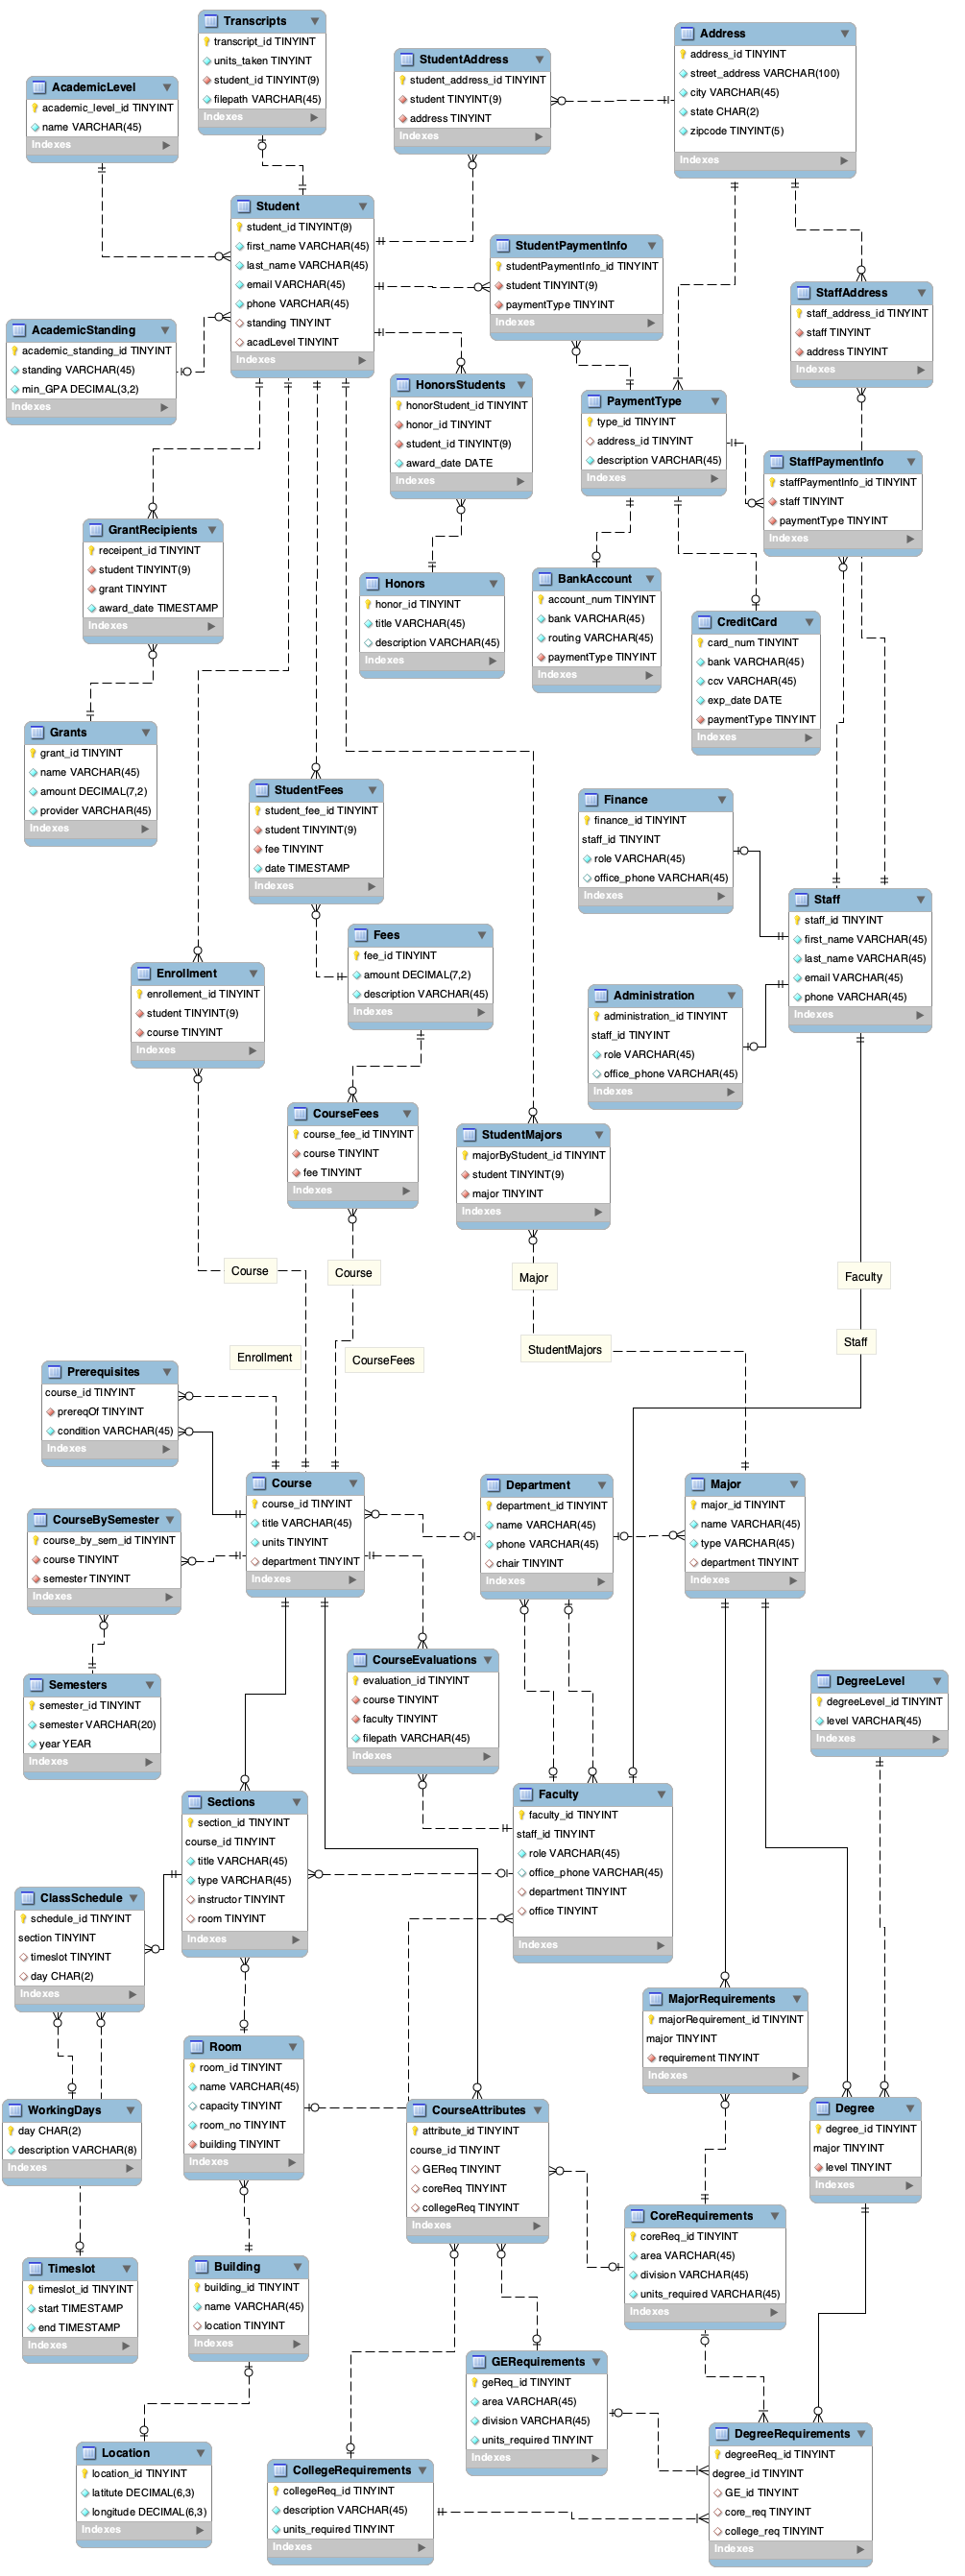 Transcripts
transcript_id TINYINT
units_taken TINYINT
student_id TINYINT(9)
filepath VARCHAR(45)
Indexes
Address
address_id TINYINT
street_address VARCHAR(100)
city VARCHAR(45)
state CHAR(2)
zipcode TINYINT(5)
Indexes
StudentAddress
student_address_id TINYINT
student TINYINT(9)
address TINYINT
Indexes
AcademicLevel
academic_level_id TINYINT
name VARCHAR(45)
Indexes
Student
student_id TINYINT(9)
first_name VARCHAR(45)
last_name VARCHAR(45)
email VARCHAR(45)
phone VARCHAR(45)
standing TINYINT
acadLevel TINYINT
Indexes
StudentPaymentInfo
studentPaymentInfo_id TINYINT
student TINYINT(9)
paymentType TINYINT
Indexes
StaffAddress
staff_address_id TINYINT
staff TINYINT
address TINYINT
Indexes
AcademicStanding
academic_standing_id TINYINT
standing VARCHAR(45)
min_GPA DECIMAL(3,2)
Indexes
HonorsStudents
honorStudent_id TINYINT
honor_id TINYINT
student_id TINYINT(9)
award_date DATE
Indexes
PaymentType
type_id TINYINT
address_id TINYINT
description VARCHAR(45)
Indexes
StaffPaymentInfo
staffPaymentInfo_id TINYINT
staff TINYINT
paymentType TINYINT
Indexes
GrantRecipients
receipent_id TINYINT
student TINYINT(9)
grant TINYINT
award_date TIMESTAMP
Indexes
Honors
honor_id TINYINT
title VARCHAR(45)
description VARCHAR(45)
Indexes
BankAccount
account_num TINYINT
bank VARCHAR(45)
routing VARCHAR(45)
paymentType TINYINT
Indexes
CreditCard
card_num TINYINT
bank VARCHAR(45)
ccv VARCHAR(45)
exp_date DATE
paymentType TINYINT
Indexes
Grants
grant_id TINYINT
name VARCHAR(45)
amount DECIMAL(7,2)
provider VARCHAR(45)
Indexes
StudentFees
student_fee_id TINYINT
student TINYINT(9)
fee TINYINT
date TIMESTAMP
Indexes
Finance
finance_id TINYINT
staff_id TINYINT
role VARCHAR(45)
office_phone VARCHAR(45)
Indexes
Staff
staff_id TINYINT
first_name VARCHAR(45)
last_name VARCHAR(45)
email VARCHAR(45)
phone VARCHAR(45)
Indexes
Fees
fee_id TINYINT
amount DECIMAL(7,2)
description VARCHAR(45)
Indexes
Enrollment
enrollement_id TINYINT
student TINYINT(9)
course TINYINT
Indexes
Administration
administration_id TINYINT
staff_id TINYINT
role VARCHAR(45)
office_phone VARCHAR(45)
Indexes
CourseFees
course_fee_id TINYINT
course TINYINT
fee TINYINT
Indexes
StudentMajors
majorByStudent_id TINYINT
student TINYINT(9)
major TINYINT
Indexes
Course
Course
Major
Faculty
Enrollment
CourseFees
StudentMajors
Staff
Prerequisites
course_id TINYINT
prereqOf TINYINT
condition VARCHAR(45)
Indexes
Course
course_id TINYINT
title VARCHAR(45)
units TINYINT
department TINYINT
Indexes
Department
department_id TINYINT
name VARCHAR(45)
phone VARCHAR(45)
chair TINYINT
Indexes
Major
major_id TINYINT
name VARCHAR(45)
type VARCHAR(45)
department TINYINT
Indexes
CourseBySemester
course_by_sem_id TINYINT
course TINYINT
semester TINYINT
Indexes
CourseEvaluations
evaluation_id TINYINT
course TINYINT
faculty TINYINT
filepath VARCHAR(45)
Indexes
Semesters
semester_id TINYINT
semester VARCHAR(20)
year YEAR
Indexes
DegreeLevel
degreeLevel_id TINYINT
level VARCHAR(45)
Indexes
Sections
section_id TINYINT
course_id TINYINT
title VARCHAR(45)
type VARCHAR(45)
instructor TINYINT
room TINYINT
Indexes
Faculty
faculty_id TINYINT
staff_id TINYINT
role VARCHAR(45)
office_phone VARCHAR(45)
department TINYINT
office TINYINT
Indexes
ClassSchedule
schedule_id TINYINT
section TINYINT
timeslot TINYINT
day CHAR(2)
Indexes
MajorRequirements
majorRequirement_id TINYINT
major TINYINT
requirement TINYINT
Indexes
Room
room_id TINYINT
name VARCHAR(45)
capacity TINYINT
room_no TINYINT
building TINYINT
Indexes
WorkingDays
day CHAR(2)
description VARCHAR(8)
Indexes
CourseAttributes
attribute_id TINYINT
course_id TINYINT
GEReq TINYINT
coreReq TINYINT
collegeReq TINYINT
Indexes
Degree
degree_id TINYINT
major TINYINT
level TINYINT
Indexes
CoreRequirements
coreReq_id TINYINT
area VARCHAR(45)
division VARCHAR(45)
units_required VARCHAR(45)
Indexes
Timeslot
timeslot_id TINYINT
start TIMESTAMP
end TIMESTAMP
Indexes
Building
building_id TINYINT
name VARCHAR(45)
location TINYINT
Indexes
GERequirements
geReq_id TINYINT
area VARCHAR(45)
division VARCHAR(45)
units_required TINYINT
Indexes
Location
location_id TINYINT
latitute DECIMAL(6,3)
longitude DECIMAL(6,3)
Indexes
CollegeRequirements
collegeReq_id TINYINT
description VARCHAR(45)
units_required TINYINT
Indexes
DegreeRequirements
degreeReq_id TINYINT
degree_id TINYINT
GE_id TINYINT
core_req TINYINT
college_req TINYINT
Indexes